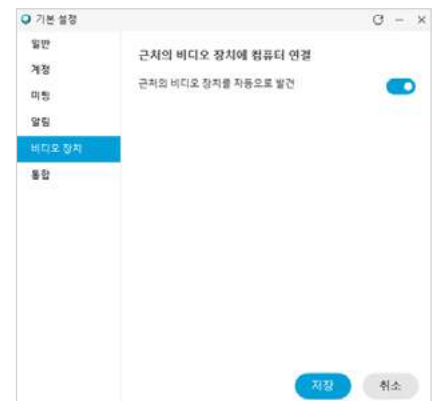 기본 설정
일반
계정
미팅
알림
비디오 장치
통합
근처의 비디오 장치에 컴퓨터 연결
근처의 비디오 장치를 자동으로 발견
저장
취소